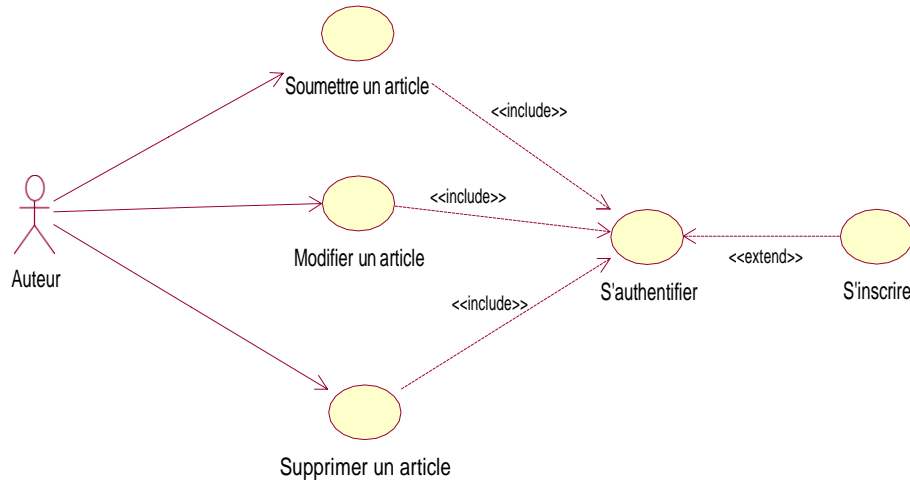 Soumettre un article
<<include>>
<<include>>
Modifier un article
Auteur
<<extend>>
S'authentifier
S'inscrire
<<include>>
Supprimer un article